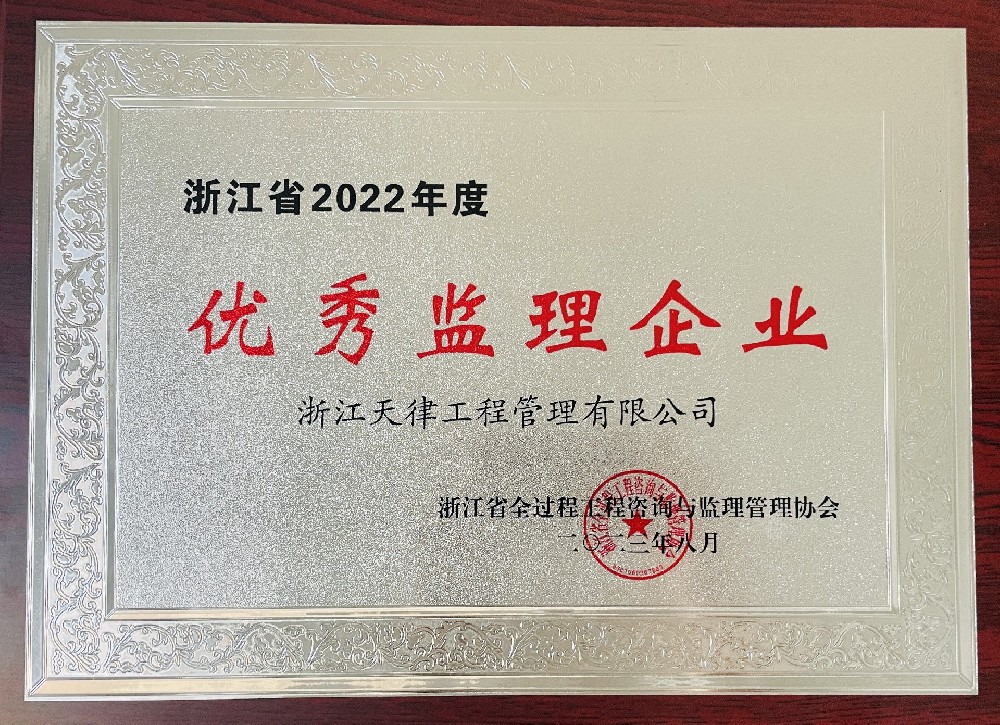 浙江省2022年度
优秀监理企业
浙江天律工程管理有限公司
浙江省全过程工程咨询与监理管理协会
二〇二三年八月